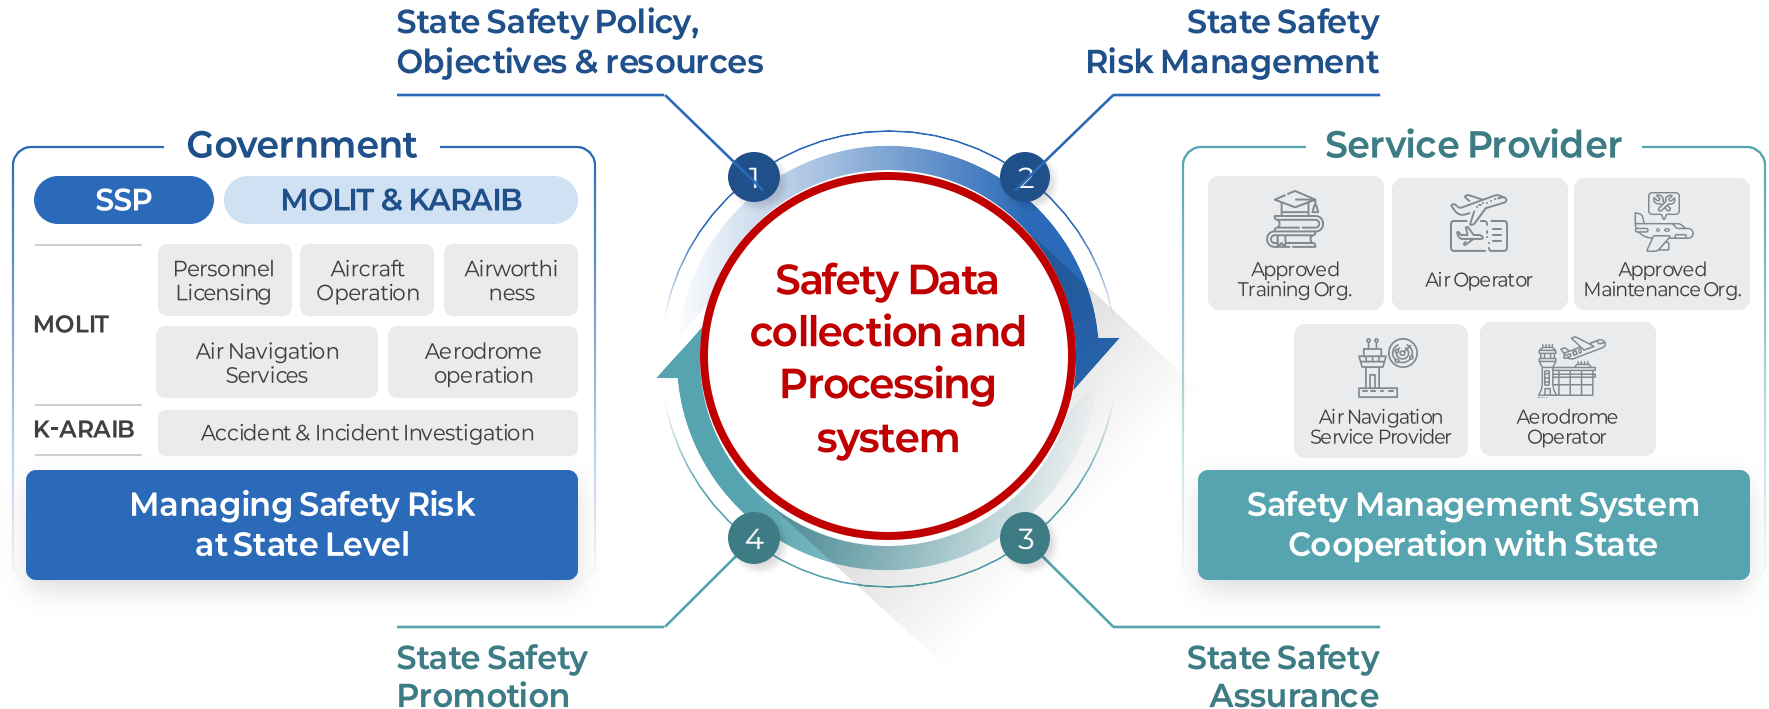 State Safety Policy,
Objectives & resources
State Safety
Risk Management
Government
SSP
MOLIT & KARAIB
MOLIT
Personnel
Licensing
Aircraft
Operation
Airworthi
ness
Air Navigation
Services
Aerodrome
operation
K-ARAIB
Accident & Incident Investigation
Managing Safety Risk
at State Level
1
2
Safety Data
collection and
Processing
system
4
3
Service Provider
Approved
Training Org.
Air Operator
Approved
Maintenance Org.
Air Navigation
Service Provider
Aerodrome
Operator
Safety Management System
Cooperation with State
State Safety
Promotion
State Safety
Assurance